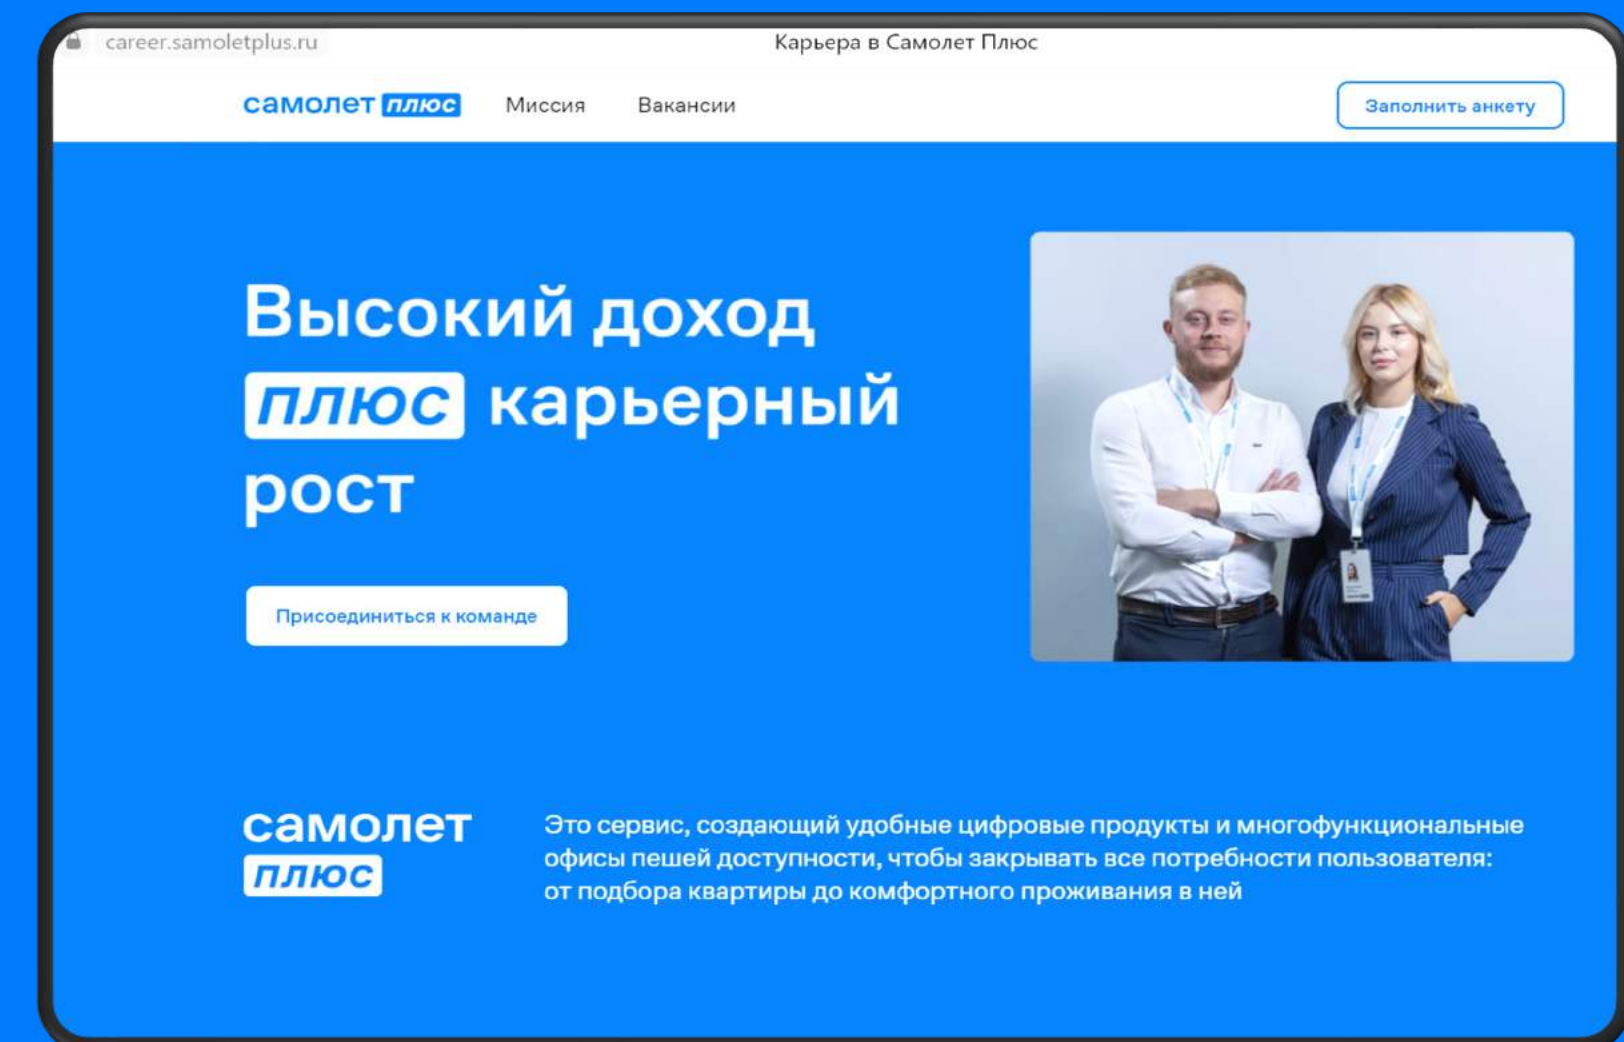 career.samoletplus.ru
Карьера в Самолет Плюс
самолет плюс
Миссия
Вакансии
Заполнить анкету
Высокий доход
плюс карьерный
рост
Присоединиться к команде
самолет
плюс
Это сервис, создающий удобные цифровые продукты и многофункциональные
офисы пешей доступности, чтобы закрывать все потребности пользователя:
от подбора квартиры до комфортного проживания в ней